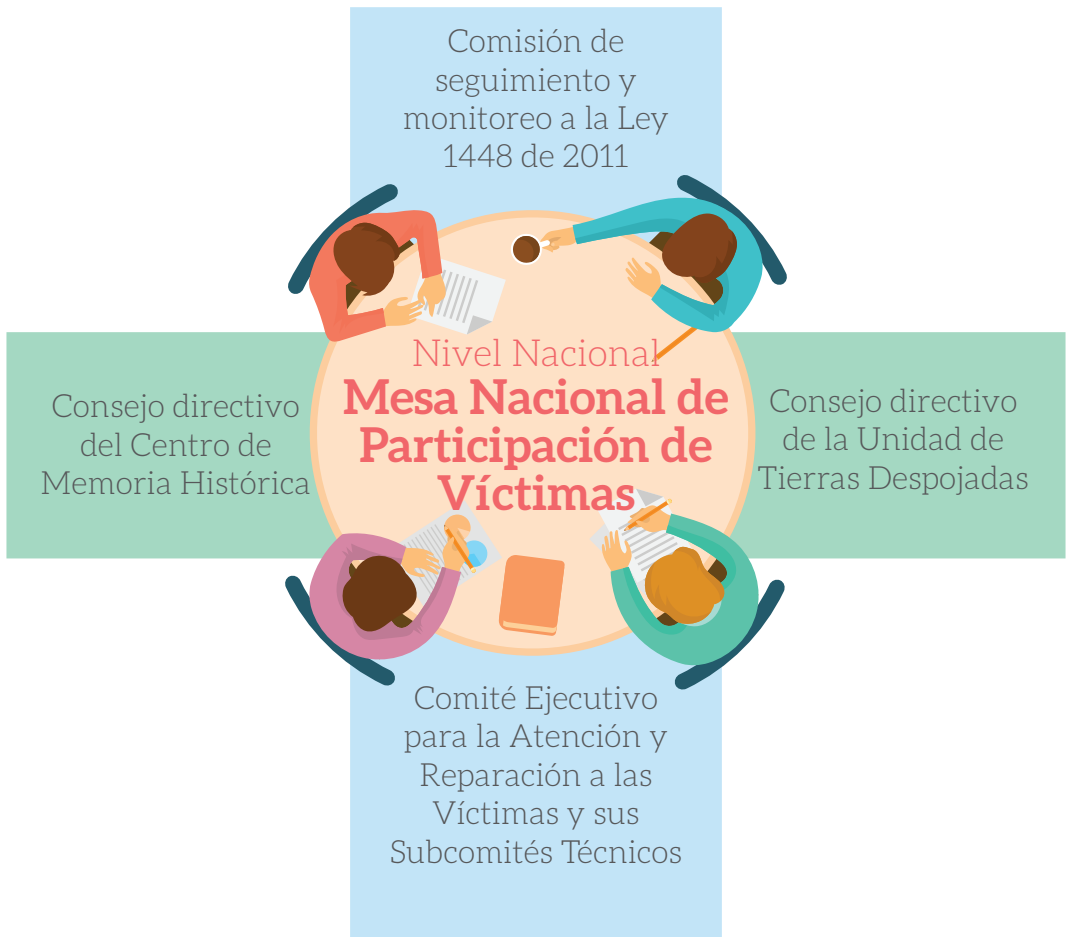 Comisión de
seguimiento y
monitoreo a la Ley
1448 de 2011
Nivel Nacional
Mesa Nacional de
Participación de
Víctimas
Consejo directivo
del Centro de
Memoria Histórica
Consejo directivo
de la Unidad de
Tierras Despojadas
Comité Ejecutivo
para la Atención y
Reparación a las
Víctimas y sus
Subcomités Técnicos